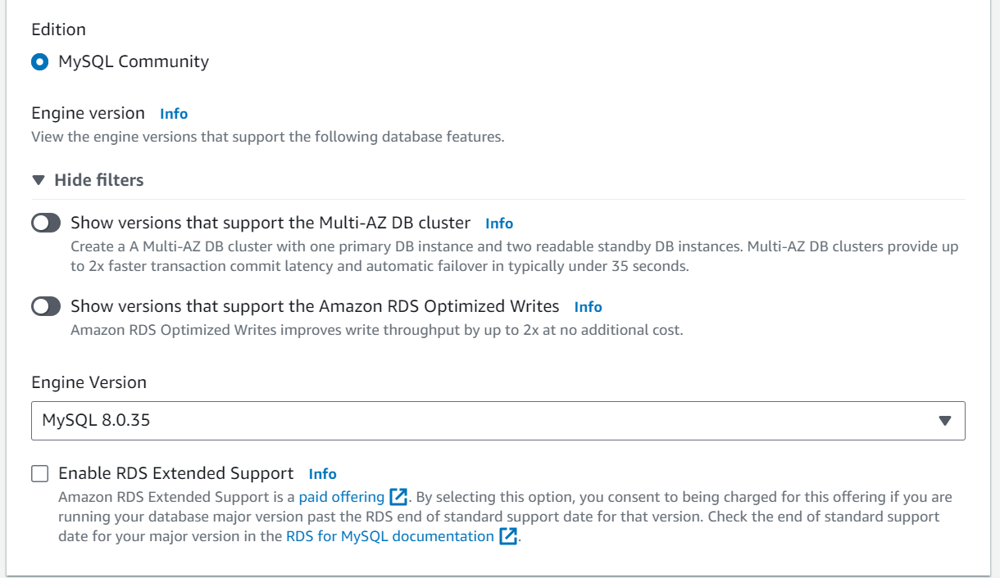 Edition
MySQL Community
Engine version Info
View the engine versions that support the following database features.
Hide filters
Show versions that support the Multi-AZ DB cluster Info
Create a A Multi-AZ DB cluster with one primary DB instance and two readable standby DB instances. Multi-AZ DB clusters provide up
to 2x faster transaction commit latency and automatic failover in typically under 35 seconds.
Show versions that support the Amazon RDS Optimized Writes Info
Amazon RDS Optimized Writes improves write throughput by up to 2x at no additional cost.
Engine Version
MySQL 8.0.35
Enable RDS Extended Support Info
Amazon RDS Extended Support is a paid offering. By selecting this option, you consent to being charged for this offering if you are
running your database major version past the RDS end of standard support date for that version. Check the end of standard support
date for your major version in the RDS for MySQL documentation.